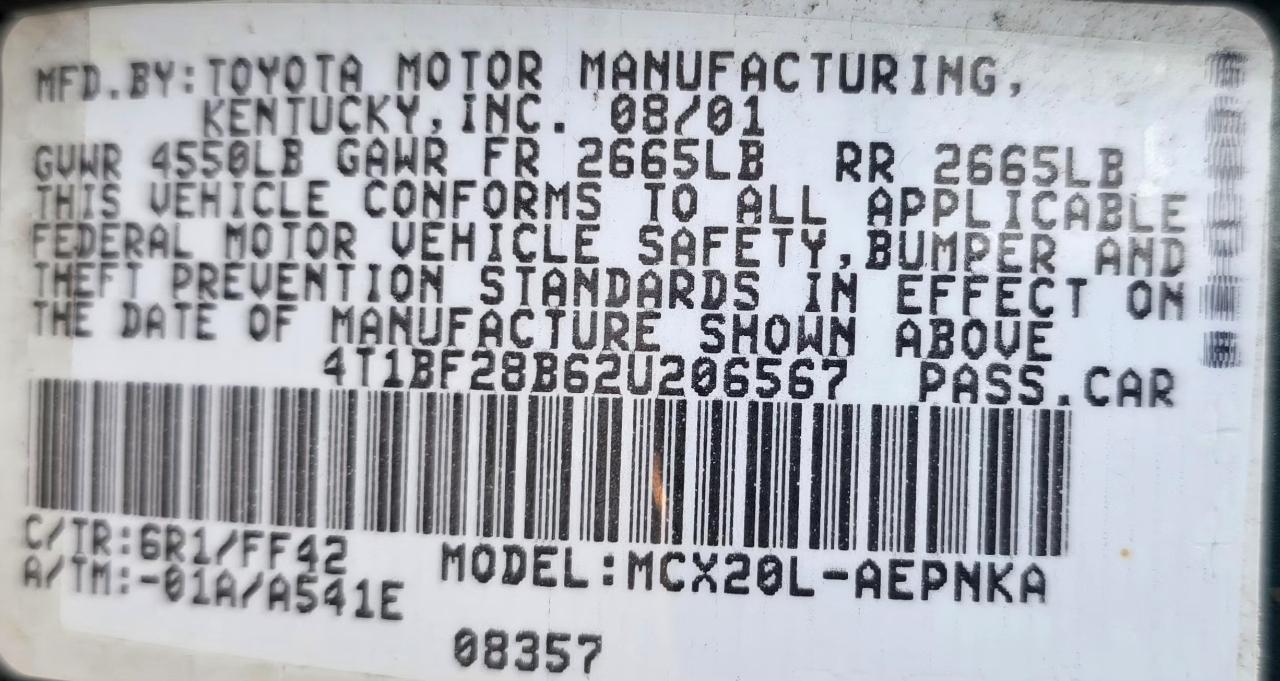 MFD.BY:TOYOTA MOTOR MANUFACTURING,
KENTUCKY,INC. 08/01
GVWR 4550LB GAWR FR 2665LB RR 2665LB
THIS VEHICLE CONFORMS TO ALL APPLICABLE
FEDERAL MOTOR VEHICLE SAFETY,BUMPER AND
THEFT PREVENTION STANDARDS IN EFFECT ON
THE DATE OF MANUFACTURE SHOWN ABOVE
4T1BF28B62U206567 PASS.CAR
C/TR:6R1/FF42
A/TM:-01A/A541E
MODEL:MCX20L-AEPNKA
08357